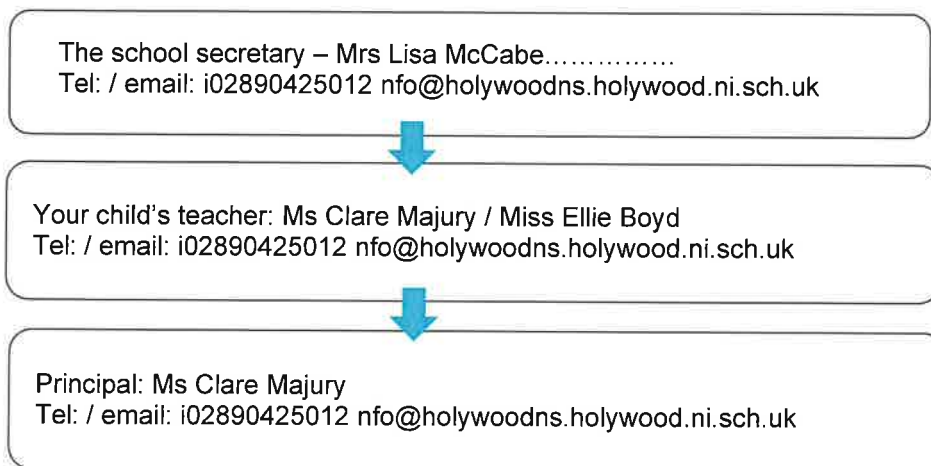 The school secretary – Mrs Lisa McCabe……………
Tel: / email: i02890425012 nfo@holywoodns.holywood.ni.sch.uk
Your child's teacher: Ms Clare Majury / Miss Ellie Boyd
Tel: / email: i02890425012 nfo@holywoodns.holywood.ni.sch.uk
Principal: Ms Clare Majury
Tel: / email: i02890425012 nfo@holywoodns.holywood.ni.sch.uk